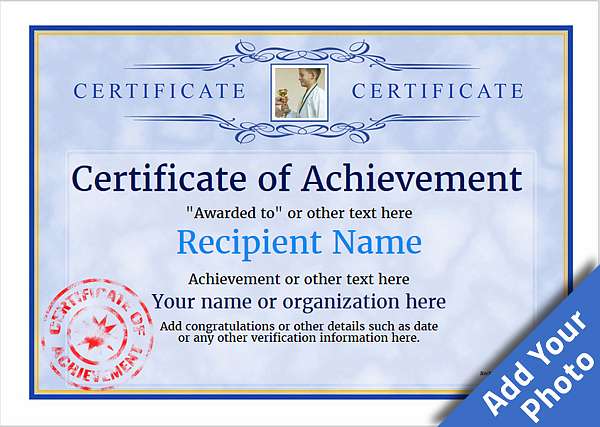 CERTIFICATE CERTIFICATE
Certificate of Achievement
"Awarded to" or other text here
Recipient Name
Achievement or other text here
Your name or organization here
Add congratulations or other details such as date
or any other verification information here.
CERTIFICATE OF
ACHIEVEMENT
Add Your
Photo